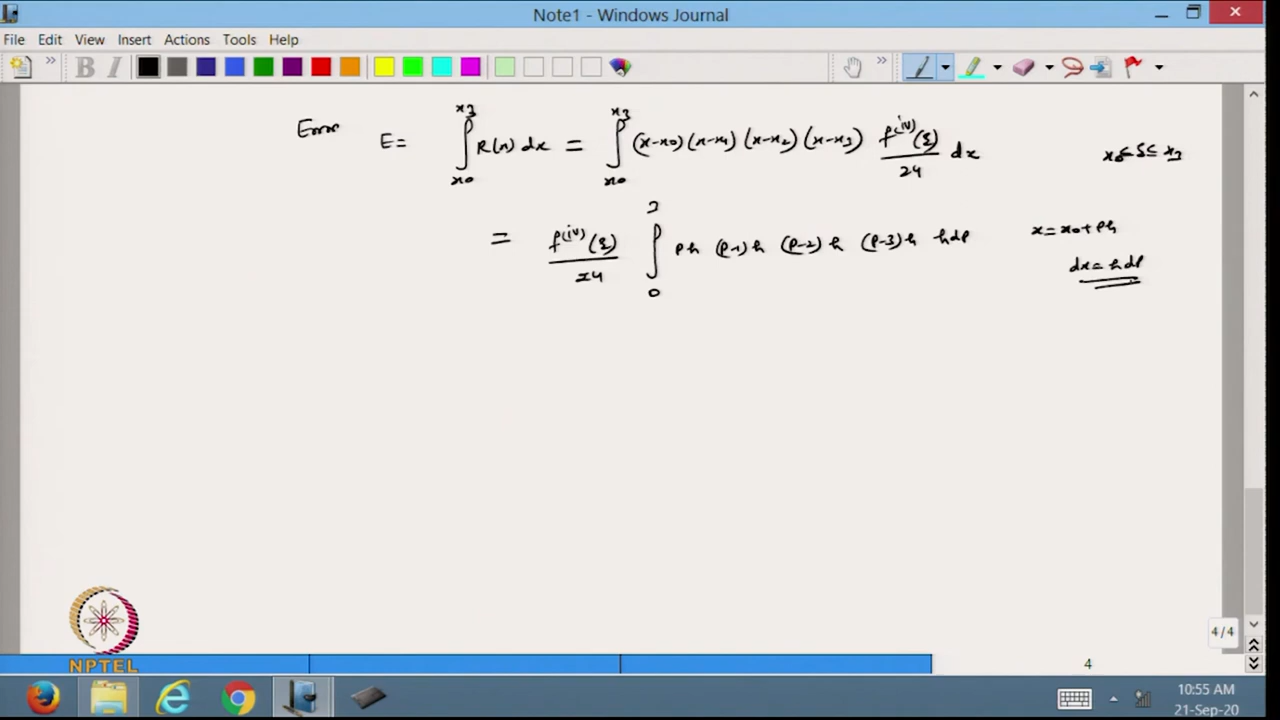 Note1 - Windows Journal
File Edit View Insert Actions Tools Help
Error E = ∫_{x0}^{x3} R(x) dx = ∫_{x0}^{x3} (x-x0) (x-x1) (x-x2) (x-x3) f^{(iv)}(ξ)/24 dx x0 ≤ ξ ≤ x3
= f^{(iv)}(ξ)/24 ∫_{0}^{3} ph (p-1)h (p-2)h (p-3)h hdp x = x0 + ph
dx = hdp
4/4
NPTEL
4
10:55 AM
21-Sep-20